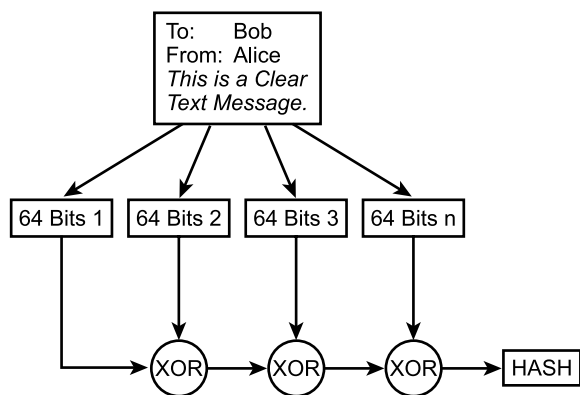 To: Bob
From: Alice
This is a Clear
Text Message.
64 Bits 1
64 Bits 2
64 Bits 3
64 Bits n
XOR
XOR
XOR
HASH